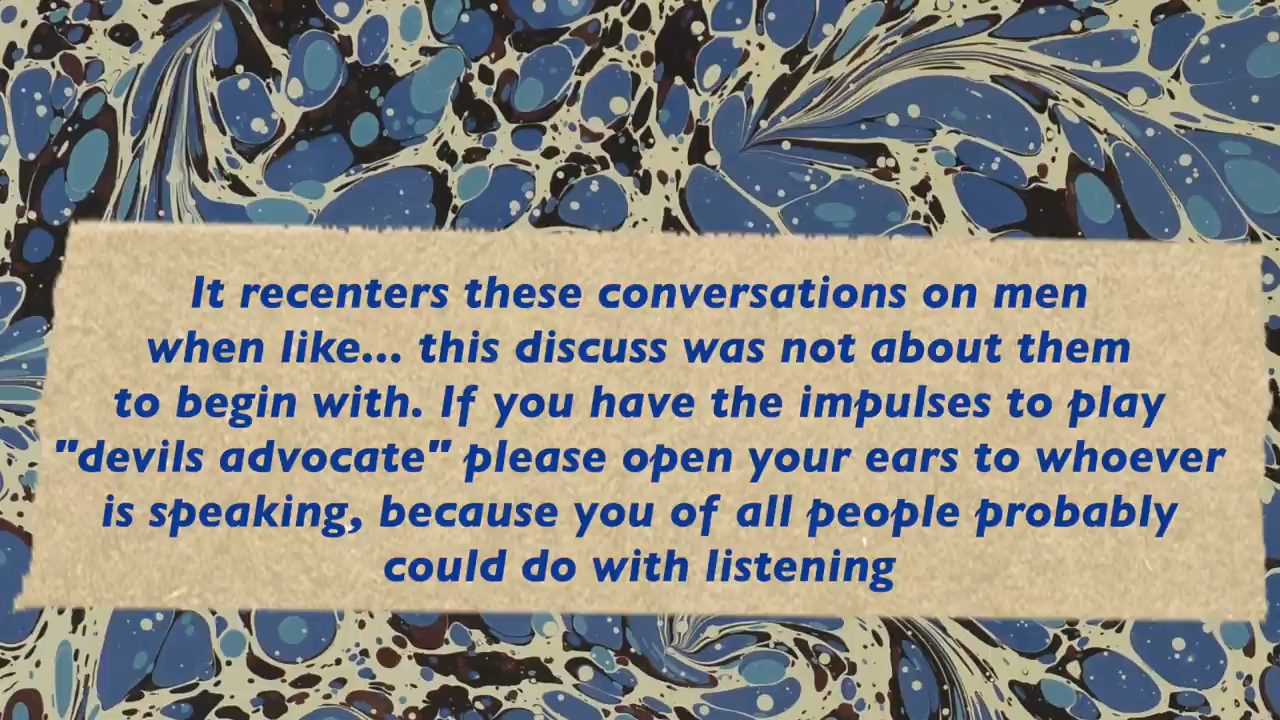 It recenters these conversations on men
when like... this discuss was not about them
to begin with. If you have the impulses to play
"devils advocate" please open your ears to whoever
is speaking, because you of all people probably
could do with listening